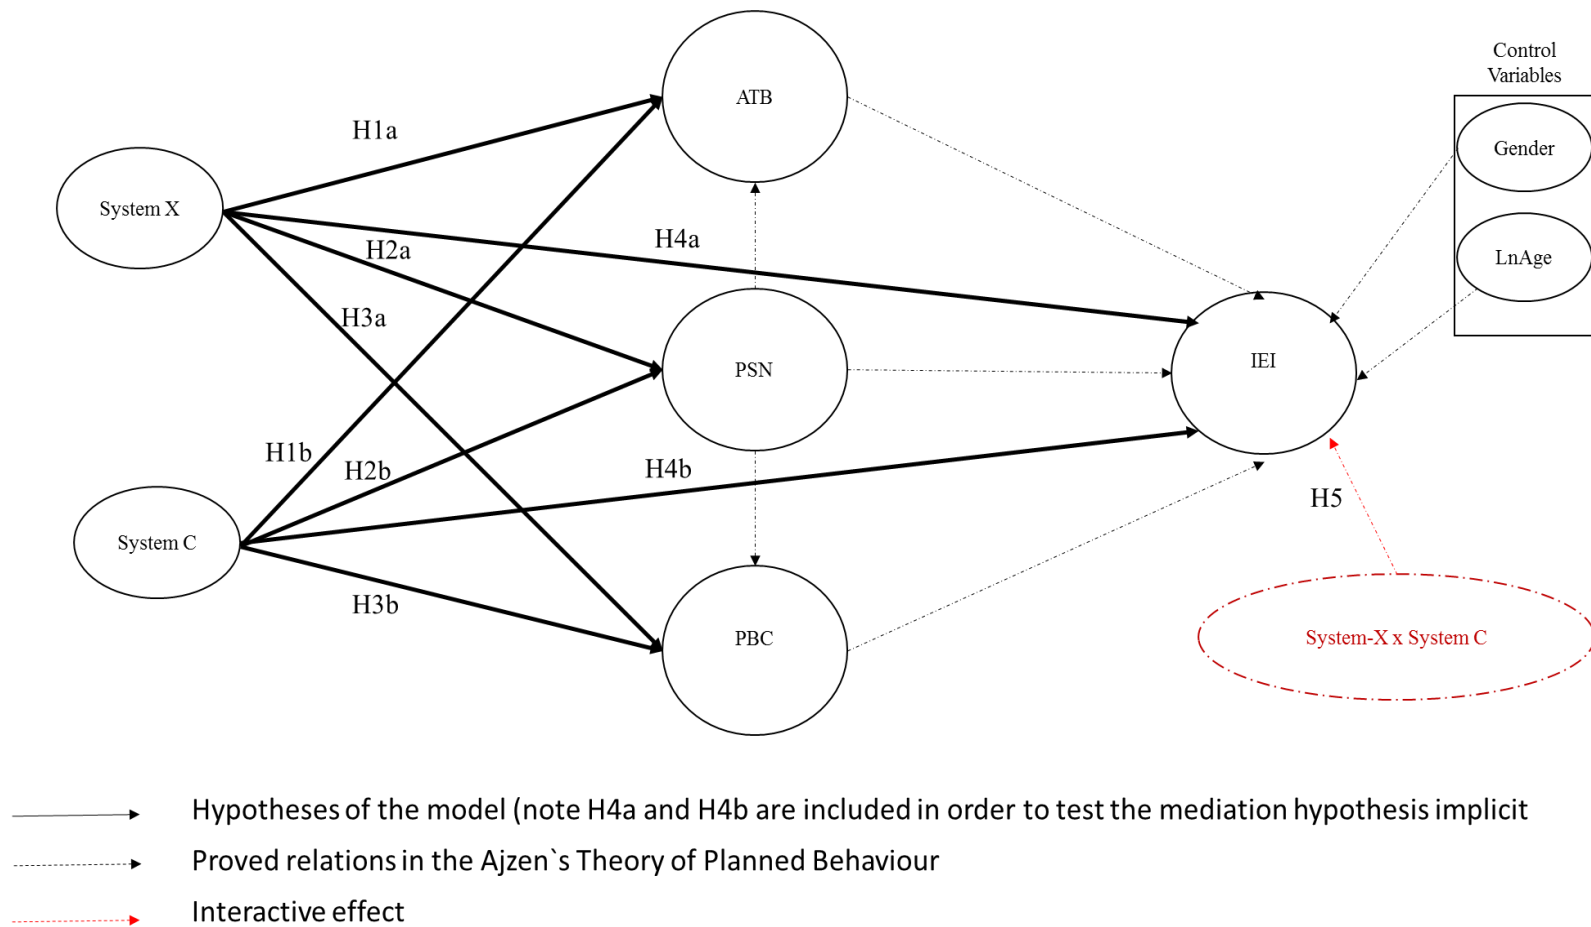 Control
Variables
ATB
Gender
H1a
System X
H4a
H2a
LnAge
H3a
PSN
IEI
H1b
H2b
H4b
H5
System C
H3b
PBC
System-X x System C
Hypotheses of the model (note H4a and H4b are included in order to test the mediation hypothesis implicit
Proved relations in the Ajzen`s Theory of Planned Behaviour
Interactive effect